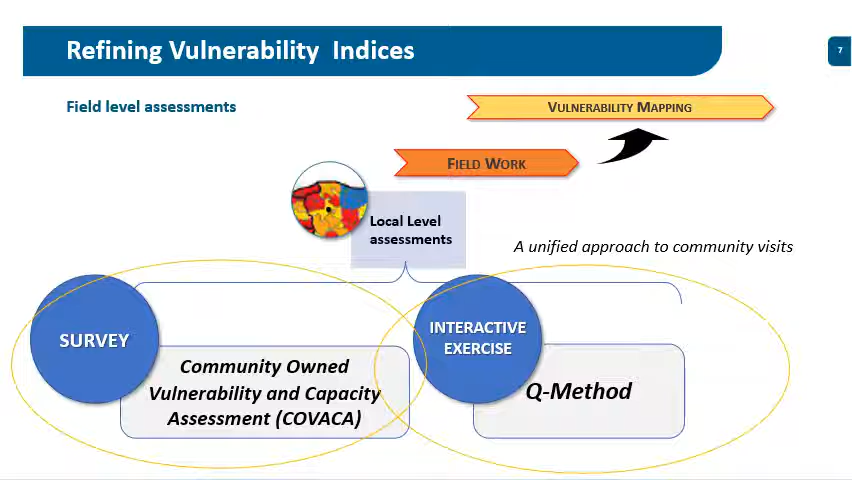 Refining Vulnerability Indices
7
Field level assessments
VULNERABILITY MAPPING
FIELD WORK
Local Level
assessments
A unified approach to community visits
SURVEY
INTERACTIVE
EXERCISE
Community Owned
Vulnerability and Capacity
Assessment (COVACA)
Q-Method